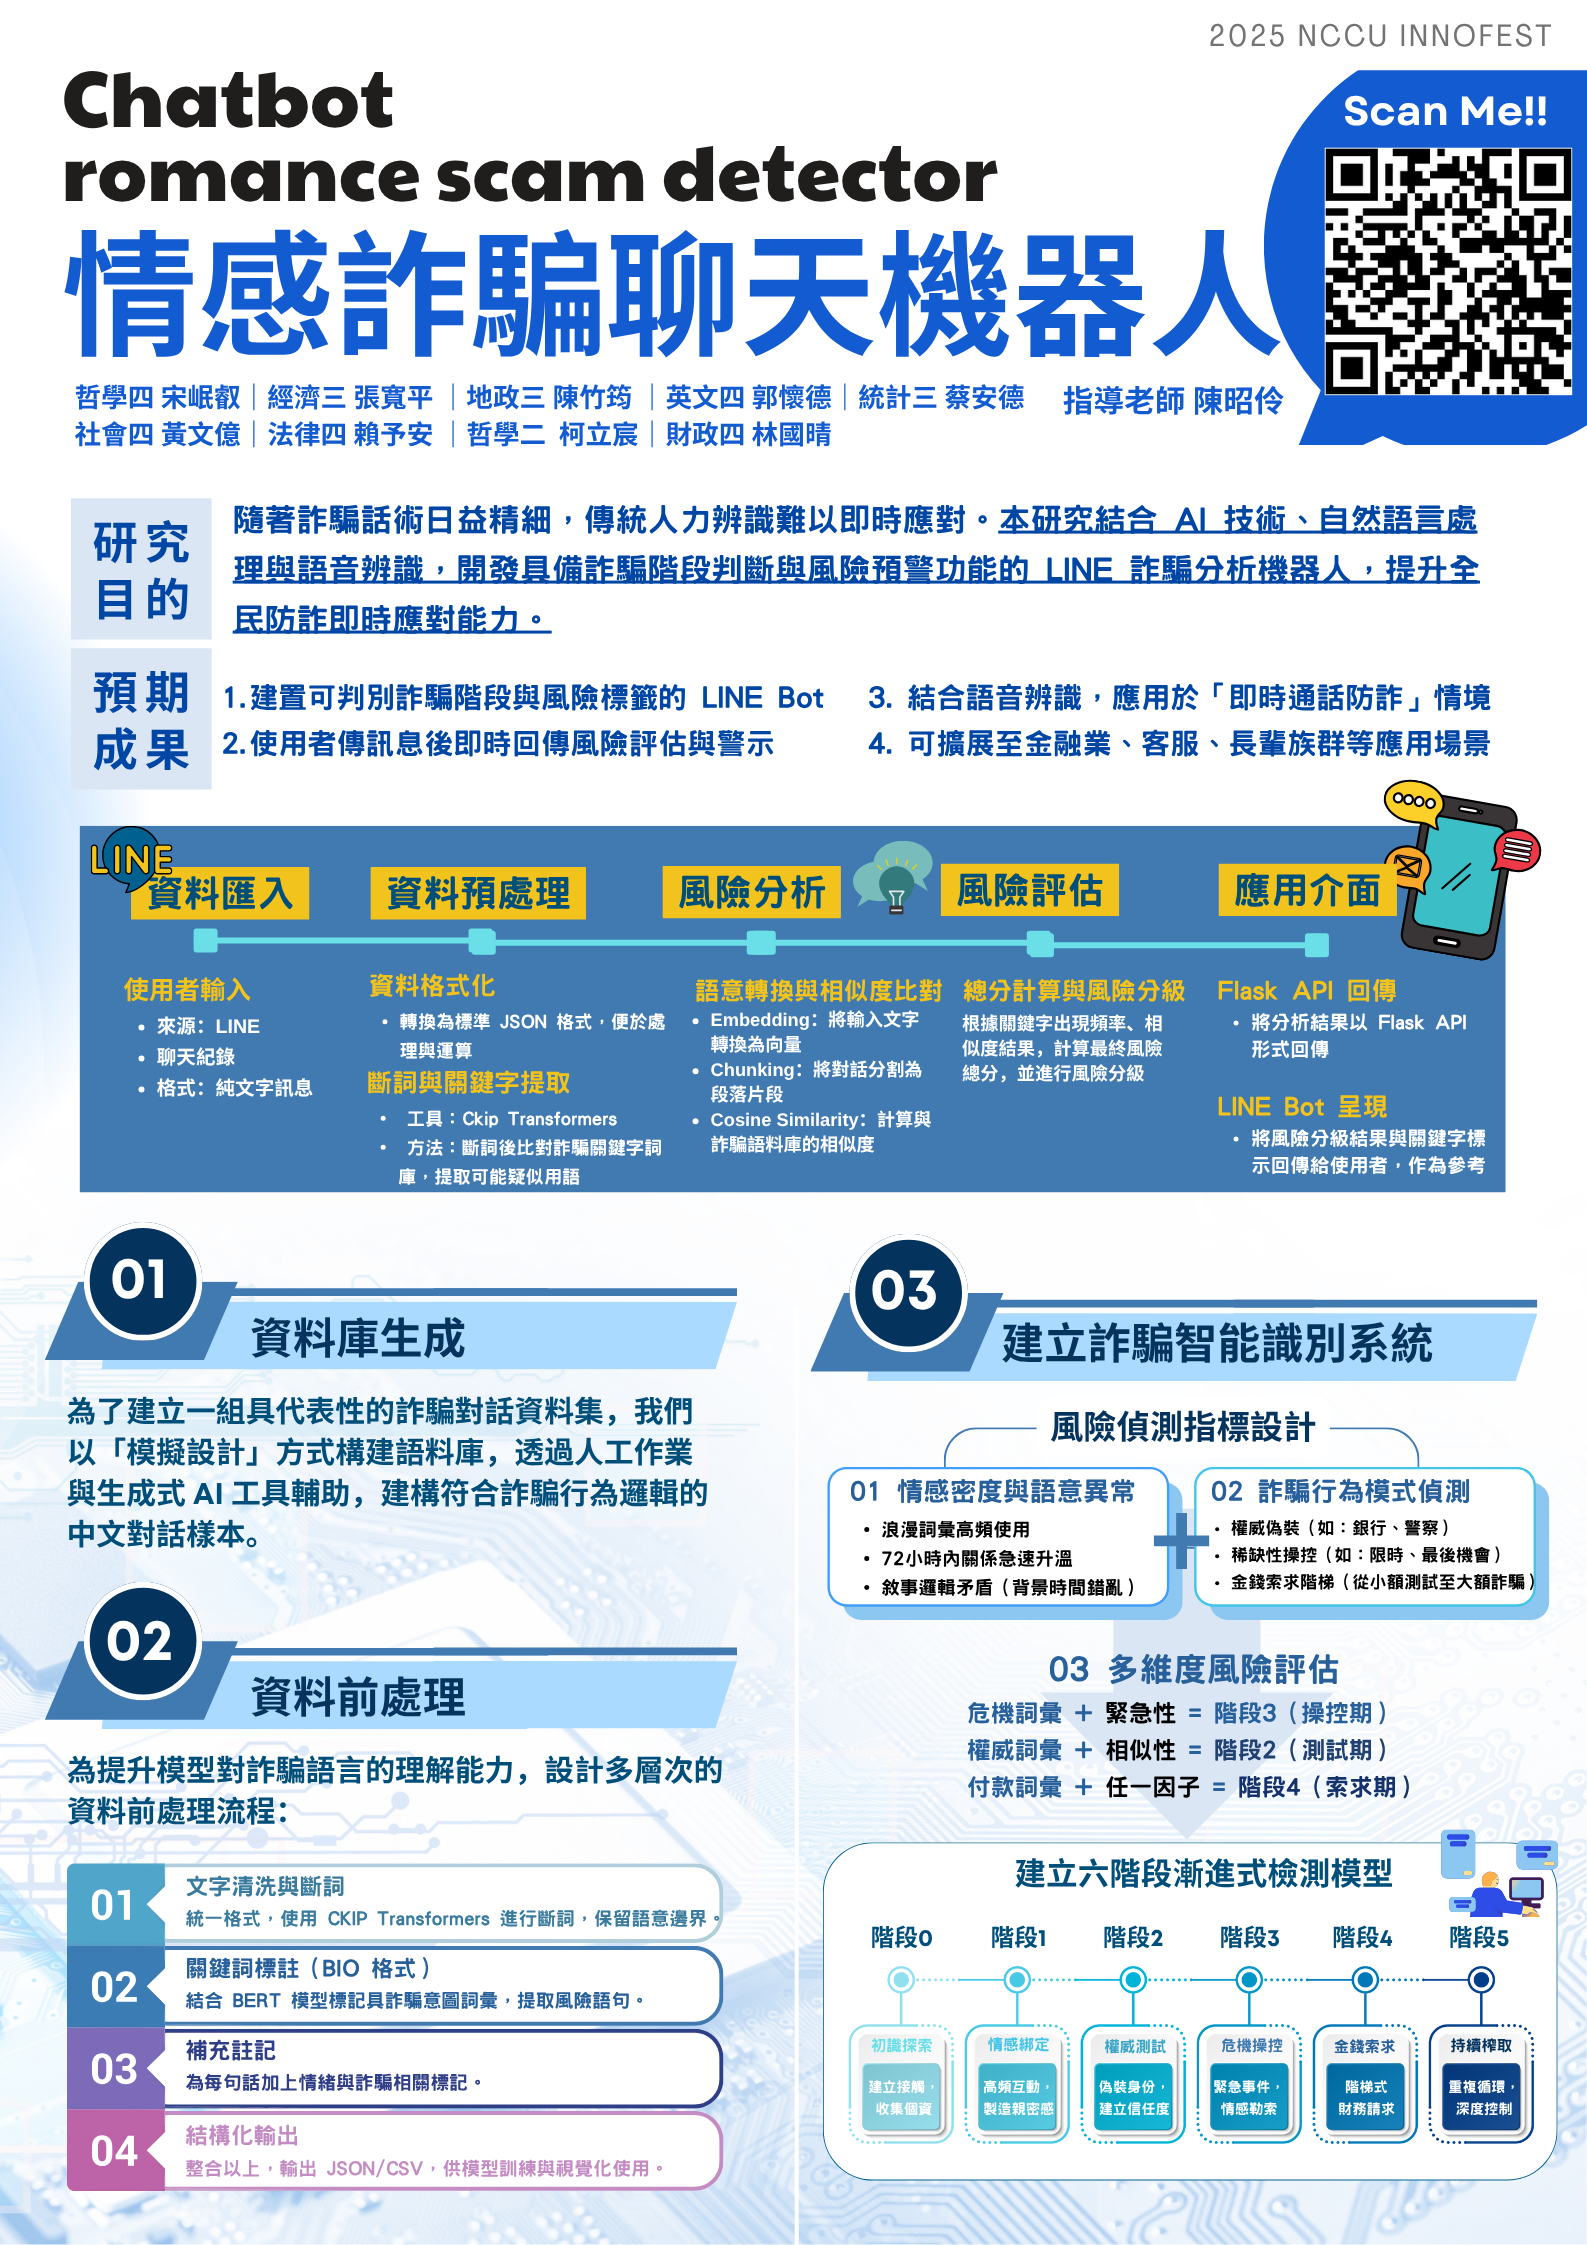 2025 NCCU INNOFEST
Chatbot
romance scam detector
情感詐騙聊天機器人
Scan Me!!
哲學四 宋岷叡｜經濟三 張寬平 ｜地政三 陳竹筠 ｜英文四 郭懷德｜統計三 蔡安德
社會四 黃文億｜法律四 賴予安 ｜哲學二 柯立宸｜財政四 林國晴
指導老師 陳昭伶
研究
目的
隨著詐騙話術日益精細，傳統人力辨識難以即時應對。本研究結合 AI 技術、自然語言處
理與語音辨識，開發具備詐騙階段判斷與風險預警功能的 LINE 詐騙分析機器人，提升全
民防詐即時應對能力。
預期
成果
1.建置可判別詐騙階段與風險標籤的 LINE Bot
2.使用者傳訊息後即時回傳風險評估與警示
3. 結合語音辨識，應用於「即時通話防詐」情境
4. 可擴展至金融業、客服、長輩族群等應用場景
LINE
資料匯入
使用者輸入
• 來源：LINE
• 聊天紀錄
• 格式：純文字訊息
資料預處理
資料格式化
• 轉換為標準 JSON 格式，便於處
理與運算
斷詞與關鍵字提取
• 工具：Ckip Transformers
• 方法：斷詞後比對詐騙關鍵字詞
庫，提取可能疑似用語
風險分析
語意轉換與相似度比對
• Embedding：將輸入文字
轉換為向量
• Chunking：將對話分割為
段落片段
• Cosine Similarity：計算與
詐騙語料庫的相似度
風險評估
總分計算與風險分級
根據關鍵字出現頻率、相
似度結果，計算最終風險
總分，並進行風險分級
應用介面
Flask API 回傳
• 將分析結果以 Flask API
形式回傳
LINE Bot 呈現
• 將風險分級結果與關鍵字標
示回傳給使用者，作為參考
01
資料庫生成
為了建立一組具代表性的詐騙對話資料集，我們
以「模擬設計」方式構建語料庫，透過人工作業
與生成式 AI 工具輔助，建構符合詐騙行為邏輯的
中文對話樣本。
02
資料前處理
為提升模型對詐騙語言的理解能力，設計多層次的
資料前處理流程：
01
文字清洗與斷詞
統一格式，使用 CKIP Transformers 進行斷詞，保留語意邊界。
02
關鍵詞標註（BIO 格式）
結合 BERT 模型標記具詐騙意圖詞彙，提取風險語句。
03
補充註記
為每句話加上情緒與詐騙相關標記。
04
結構化輸出
整合以上，輸出 JSON/CSV，供模型訓練與視覺化使用。
03
建立詐騙智能識別系統
風險偵測指標設計
01 情感密度與語意異常
• 浪漫詞彙高頻使用
• 72小時內關係急速升溫
• 敘事邏輯矛盾（背景時間錯亂）
02 詐騙行為模式偵測
• 權威偽裝（如：銀行、警察）
• 稀缺性操控（如：限時、最後機會）
• 金錢索求階梯（從小額測試至大額詐騙）
03 多維度風險評估
危機詞彙 + 緊急性 = 階段3（操控期）
權威詞彙 + 相似性 = 階段2（測試期）
付款詞彙 + 任一因子 = 階段4（索求期）
建立六階段漸進式檢測模型
階段0 階段1 階段2 階段3 階段4 階段5
初識探索 情感綁定 權威測試 危機操控 金錢索求 持續榨取
建立接觸， 高頻互動， 偽裝身份， 緊急事件， 階梯式 重複循環，
收集個資 製造親密感 建立信任度 情感勒索 財務請求 深度控制